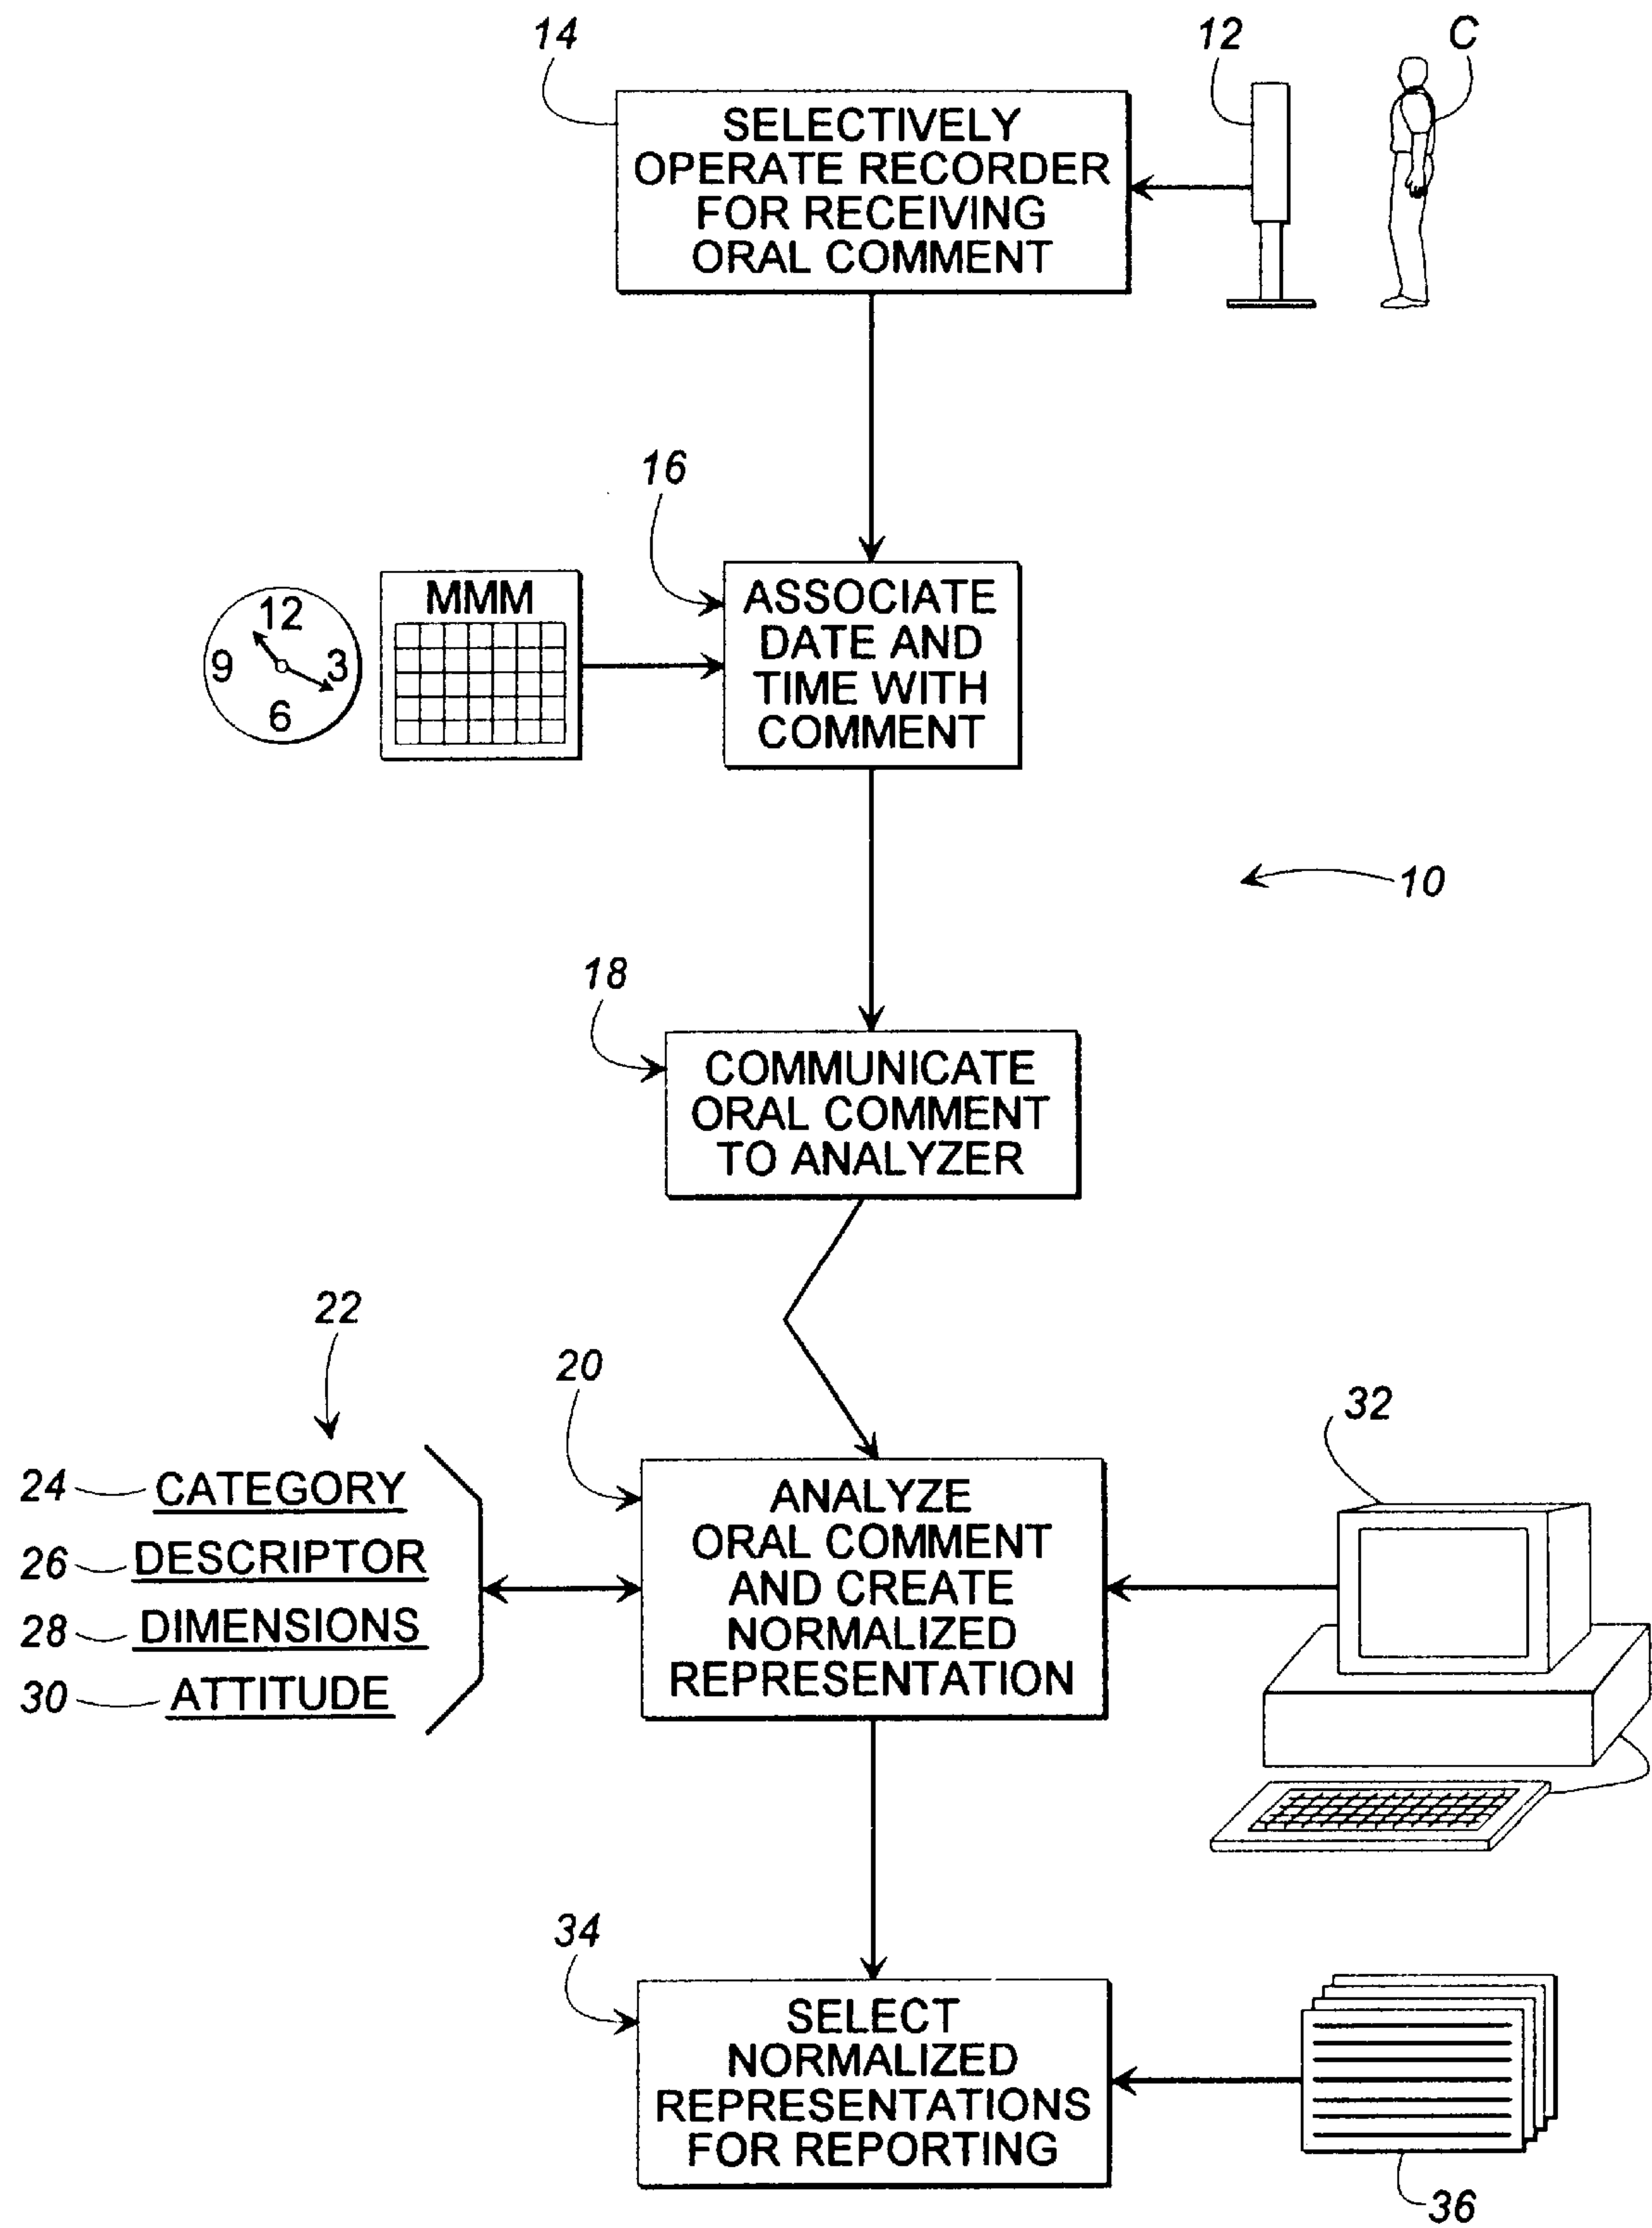 14
12
C
SELECTIVELY
OPERATE RECORDER
FOR RECEIVING
ORAL COMMENT
16
12
9
3
6
MMM
ASSOCIATE
DATE AND
TIME WITH
COMMENT
10
18
COMMUNICATE
ORAL COMMENT
TO ANALYZER
22
20
32
24
CATEGORY
26
DESCRIPTOR
28
DIMENSIONS
30
ATTITUDE
ANALYZE
ORAL COMMENT
AND CREATE
NORMALIZED
REPRESENTATION
34
SELECT
NORMALIZED
REPRESENTATIONS
FOR REPORTING
36